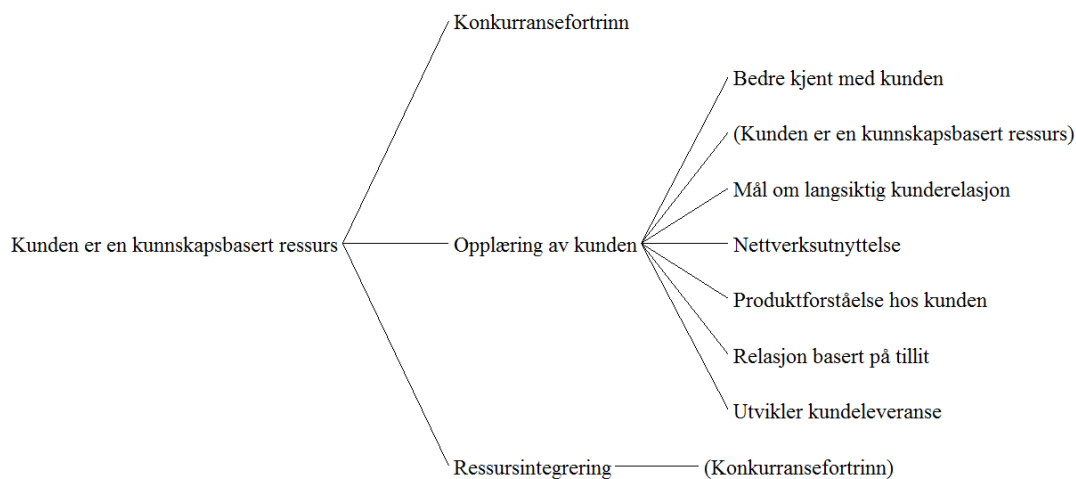 Konkurransefortrinn
Bedre kjent med kunden
(Kunden er en kunnskapsbasert ressurs)
Mål om langsiktig kunderelasjon
Kunden er en kunnskapsbasert ressurs
Opplæring av kunden
Nettverksutnyttelse
Produktforståelse hos kunden
Relasjon basert på tillit
Utvikler kundeleveranse
Ressursintegrering
(Konkurransefortrinn)